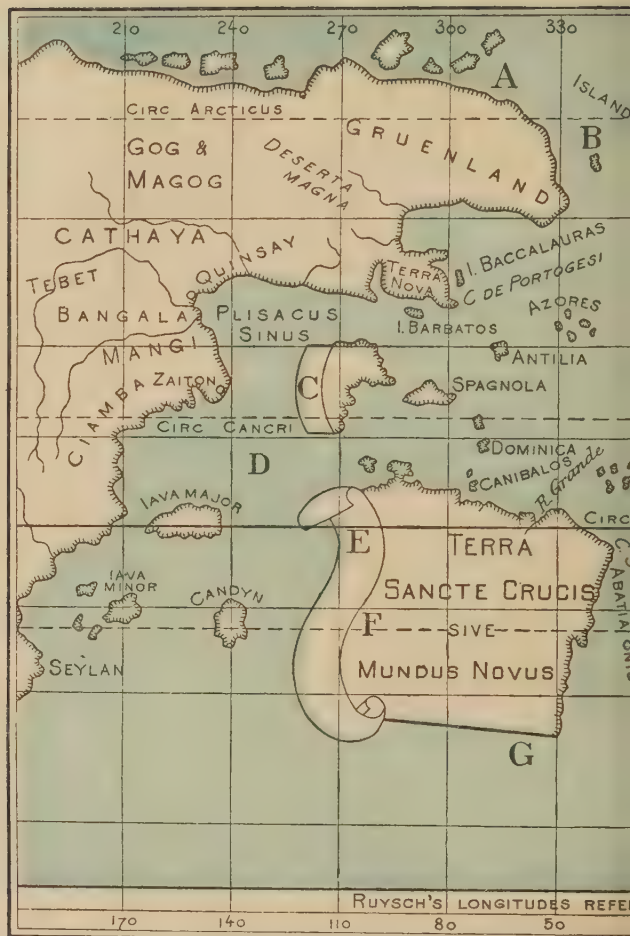 210 240 270 300 330
A
ISLAND
CIRC ARCTICUS
B
GRUENLAND
GOG &
MAGOG
DESERTA
MAGNA
CATHAYA
QUINSAY
TEBET
TERRA
NOVA
I. BACCALAURAS
C DE PORTOGESI
BANGALA
PLISACUS
SINUS
AZORES
I. BARBATOS
MANGI
ANTILIA
ZAITON
C
SPAGNOLA
CIAMBA
CIRC CANCRI
D
DOMINICA
CANIBALOS
R. Grande
IAVA MAJOR
CIRC
E
TERRA
SANCTE CRUCIS
IAVA
MINOR
CANDYN
F
SIVE
SEYLAN
MUNDUS NOVUS
G
RUYSCH'S LONGITUDES REFE
170 140 110 80 50